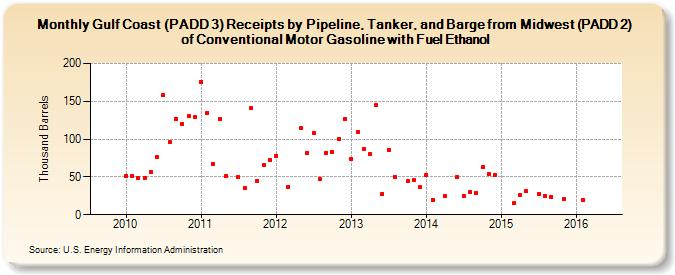 Monthly Gulf Coast (PADD 3) Receipts by Pipeline, Tanker, and Barge from Midwest (PADD 2)
of Conventional Motor Gasoline with Fuel Ethanol
Thousand Barrels
200
150
100
50
0
2010 2011 2012 2013 2014 2015 2016
Source: U.S. Energy Information Administration